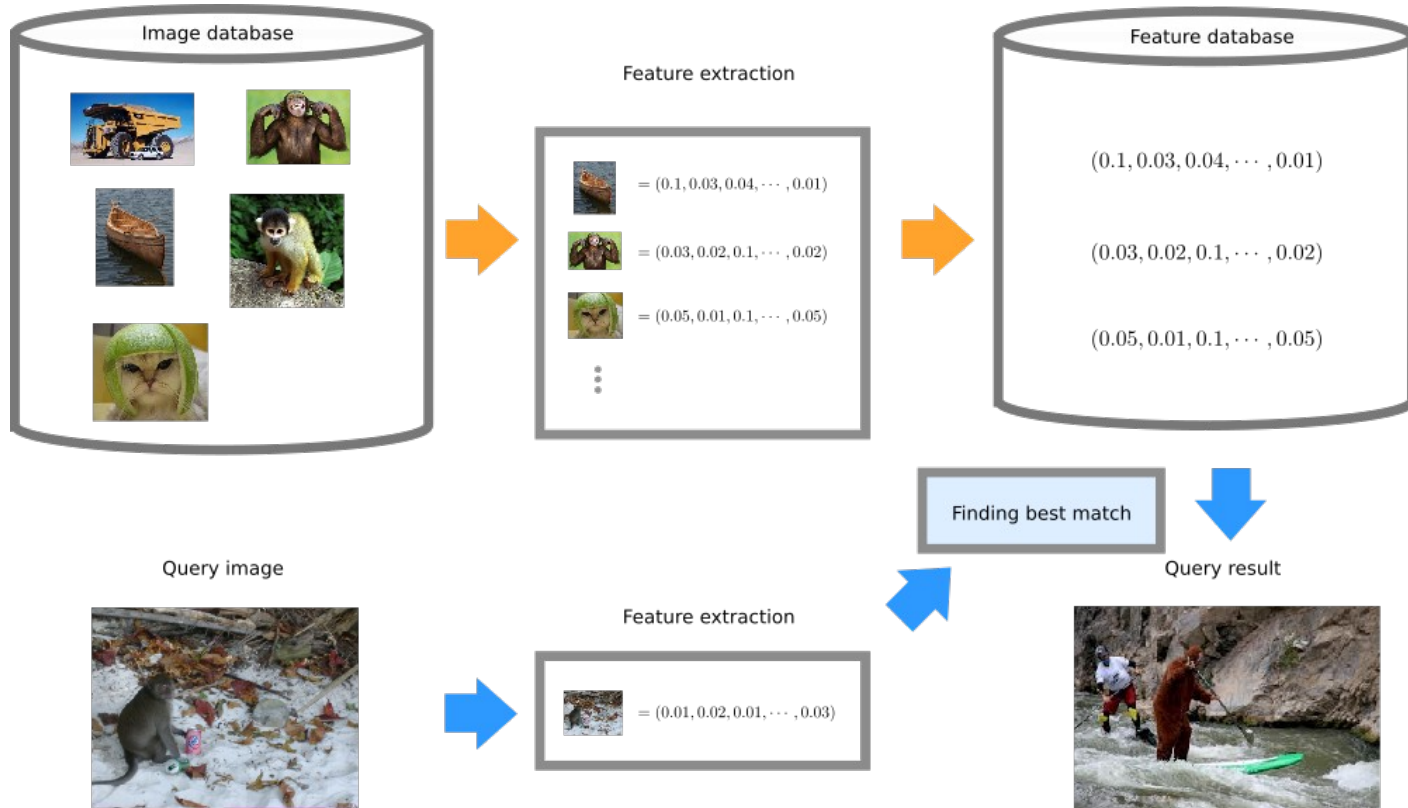 Image database
Feature extraction
Feature database
= (0.1, 0.03, 0.04, ⋯ , 0.01)
= (0.03, 0.02, 0.1, ⋯ , 0.02)
= (0.05, 0.01, 0.1, ⋯ , 0.05)
(0.1, 0.03, 0.04, ⋯ , 0.01)
(0.03, 0.02, 0.1, ⋯ , 0.02)
(0.05, 0.01, 0.1, ⋯ , 0.05)
Finding best match
Query image
Feature extraction
= (0.01, 0.02, 0.01, ⋯ , 0.03)
Query result